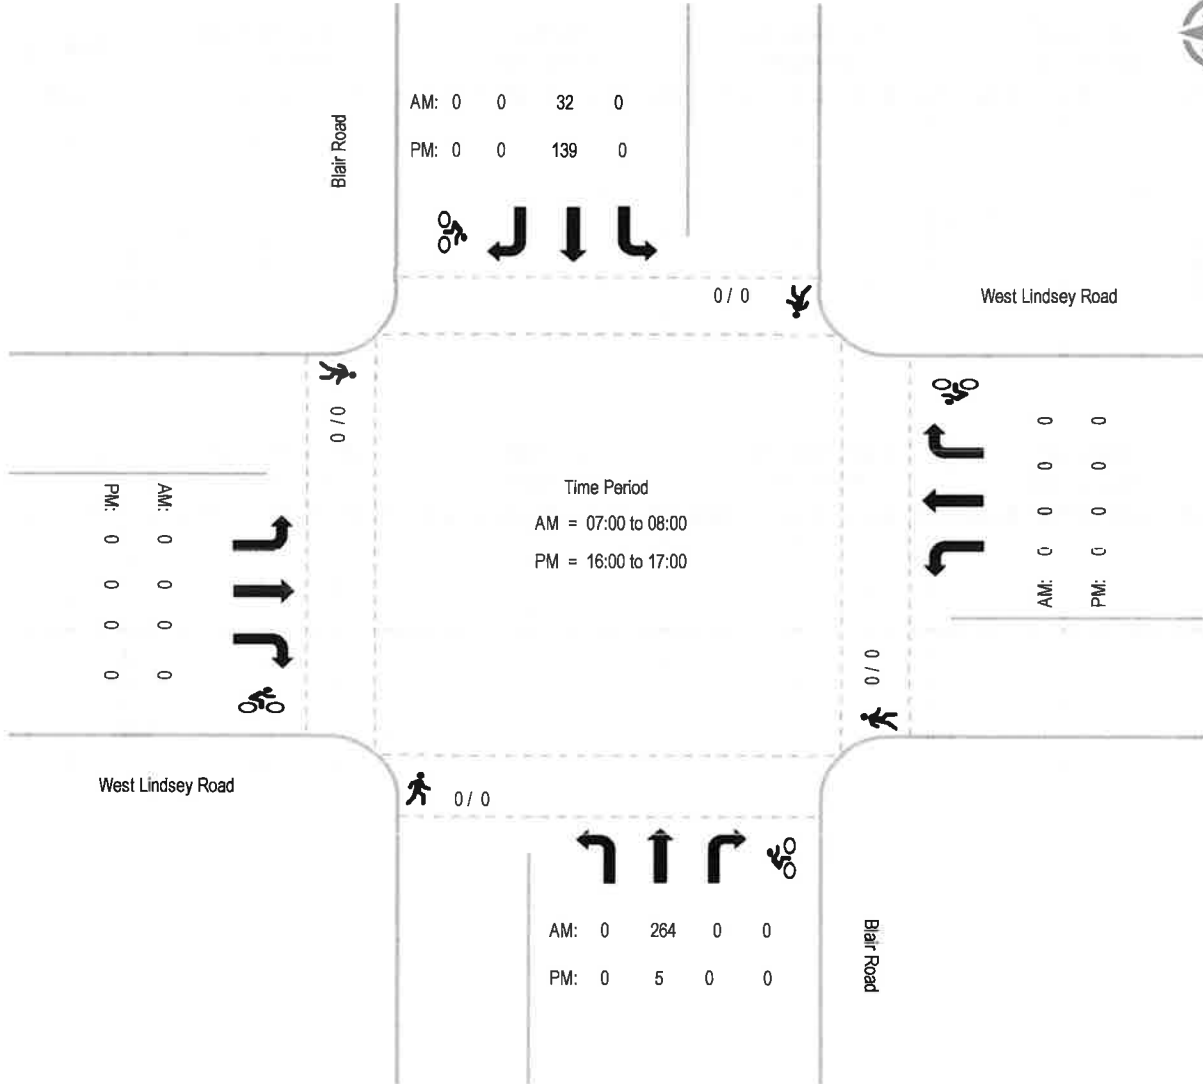 AM: 0 0 32 0
PM: 0 0 139 0
Blair Road
0 / 0
West Lindsey Road
0 / 0
AM: 0 0 0 0
PM: 0 0 0 0
Time Period
AM = 07:00 to 08:00
PM = 16:00 to 17:00
AM: 0 0 0 0
PM: 0 0 0 0
0 / 0
West Lindsey Road
0 / 0
AM: 0 264 0 0
PM: 0 5 0 0
Blair Road